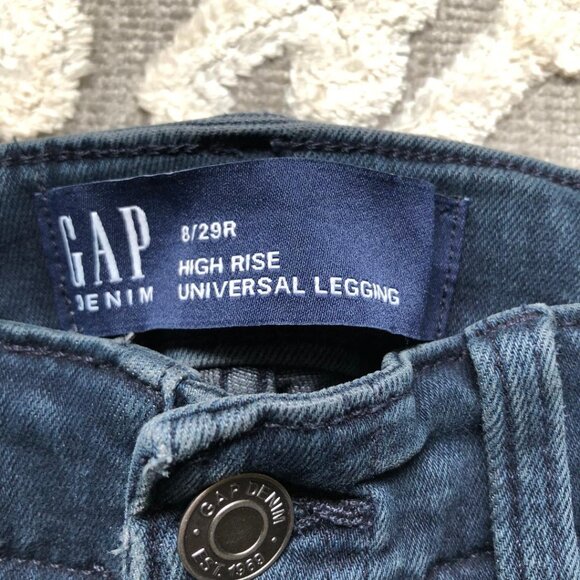 GAP
DENIM
8/29R
HIGH RISE
UNIVERSAL LEGGING
GAP DENIM
EST. 1969